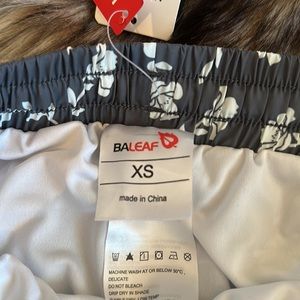 BALEAF
XS
made in China
MACHINE WASH AT OR BELOW 30°C,
DELICATE
DO NOT BLEACH
DRIP DRY IN SHADE